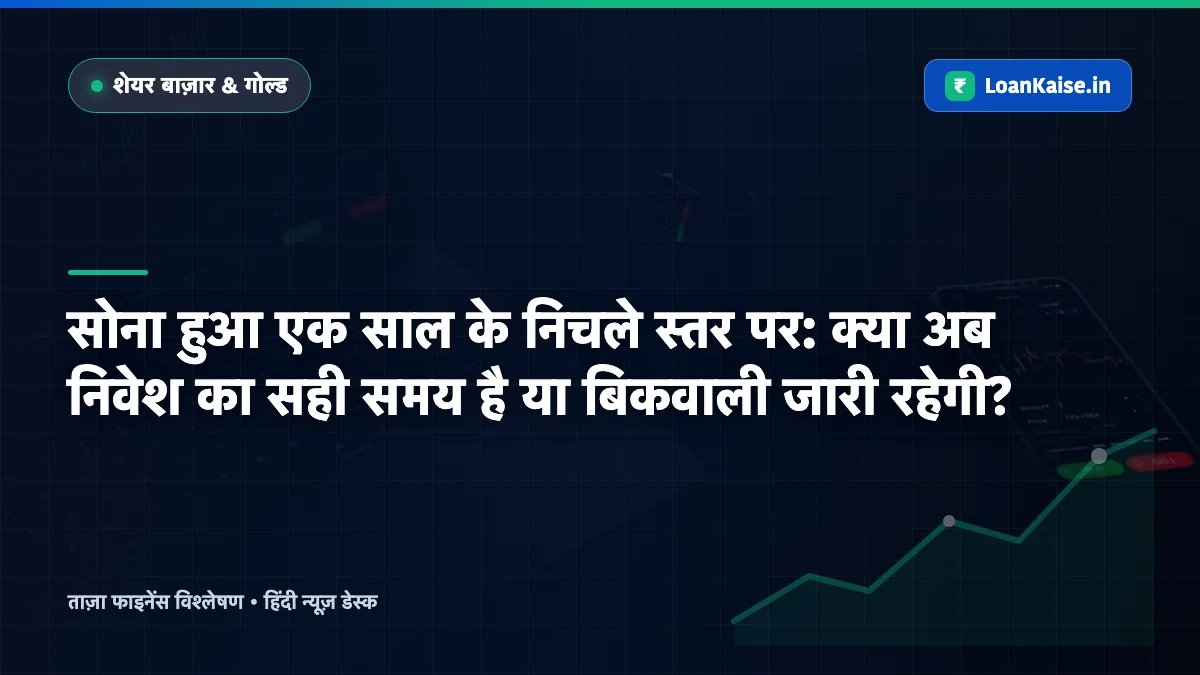 शेयर बाज़ार & गोल्ड
₹ LoanKaise.in
सोना हुआ एक साल के निचले स्तर पर: क्या अब
निवेश का सही समय है या बिकवाली जारी रहेगी?
ताज़ा फाइनेंस विश्लेषण • हिंदी न्यूज़ डेस्क